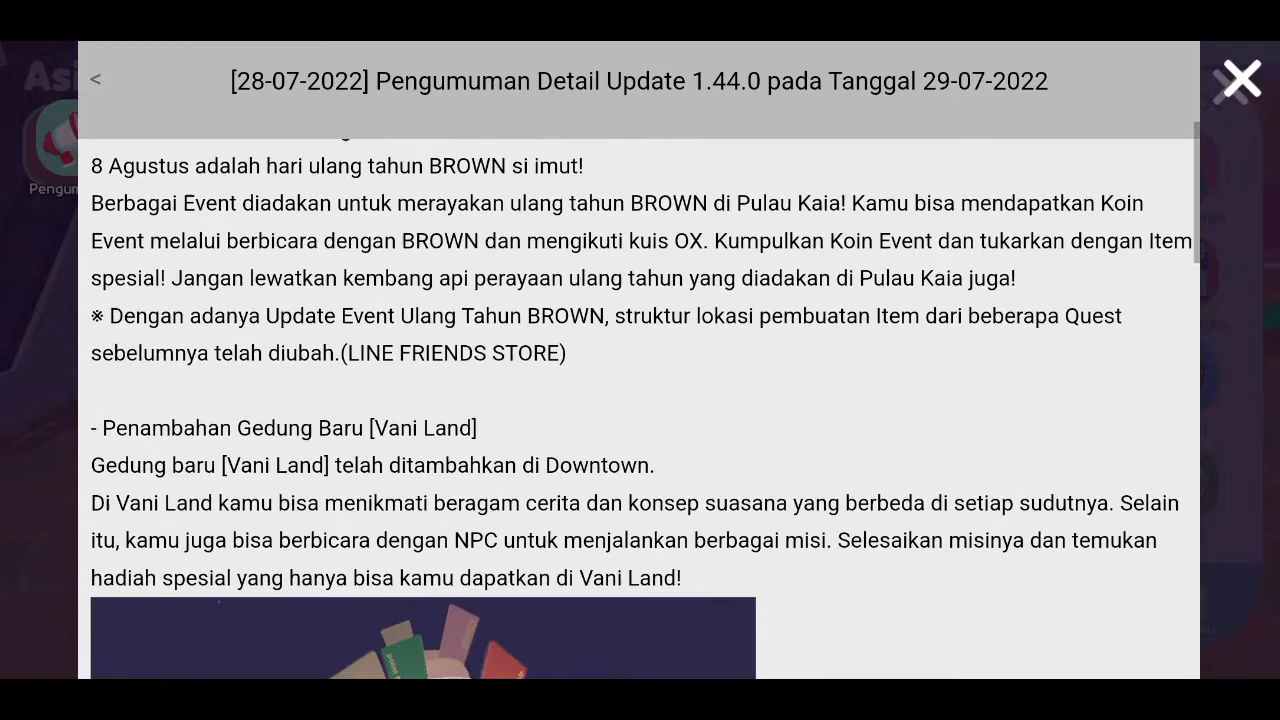 [28-07-2022] Pengumuman Detail Update 1.44.0 pada Tanggal 29-07-2022
<
Asi
Pengum
8 Agustus adalah hari ulang tahun BROWN si imut!
Berbagai Event diadakan untuk merayakan ulang tahun BROWN di Pulau Kaia! Kamu bisa mendapatkan Koin
Event melalui berbicara dengan BROWN dan mengikuti kuis OX. Kumpulkan Koin Event dan tukarkan dengan Item
spesial! Jangan lewatkan kembang api perayaan ulang tahun yang diadakan di Pulau Kaia juga!
※ Dengan adanya Update Event Ulang Tahun BROWN, struktur lokasi pembuatan Item dari beberapa Quest
sebelumnya telah diubah.(LINE FRIENDS STORE)
- Penambahan Gedung Baru [Vani Land]
Gedung baru [Vani Land] telah ditambahkan di Downtown.
Di Vani Land kamu bisa menikmati beragam cerita dan konsep suasana yang berbeda di setiap sudutnya. Selain
itu, kamu juga bisa berbicara dengan NPC untuk menjalankan berbagai misi. Selesaikan misinya dan temukan
hadiah spesial yang hanya bisa kamu dapatkan di Vani Land!